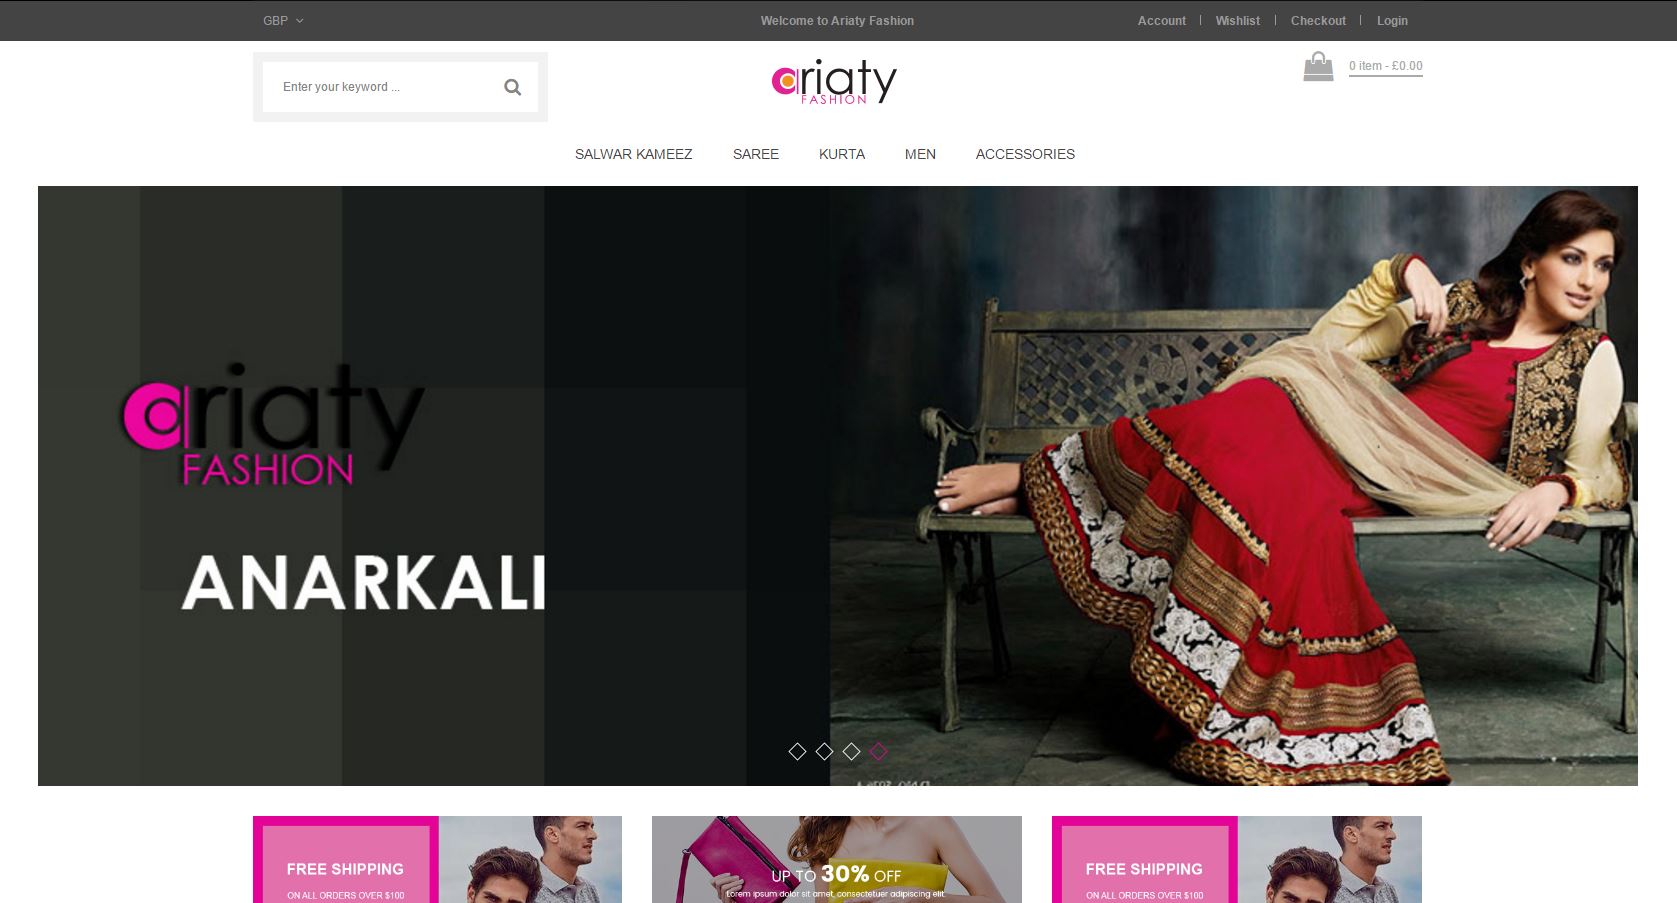 GBP
Welcome to Ariaty Fashion
Account | Wishlist | Checkout | Login
Enter your keyword ...
ariaty
FASHION
0 item - £0.00
SALWAR KAMEEZ SAREE KURTA MEN ACCESSORIES
ariaty
FASHION
ANARKALI
FREE SHIPPING
ON ALL ORDERS OVER $100
UP TO 30% OFF
Lorem ipsum dolor sit amet, consectetuer adipiscing elit.
FREE SHIPPING
ON ALL ORDERS OVER $100